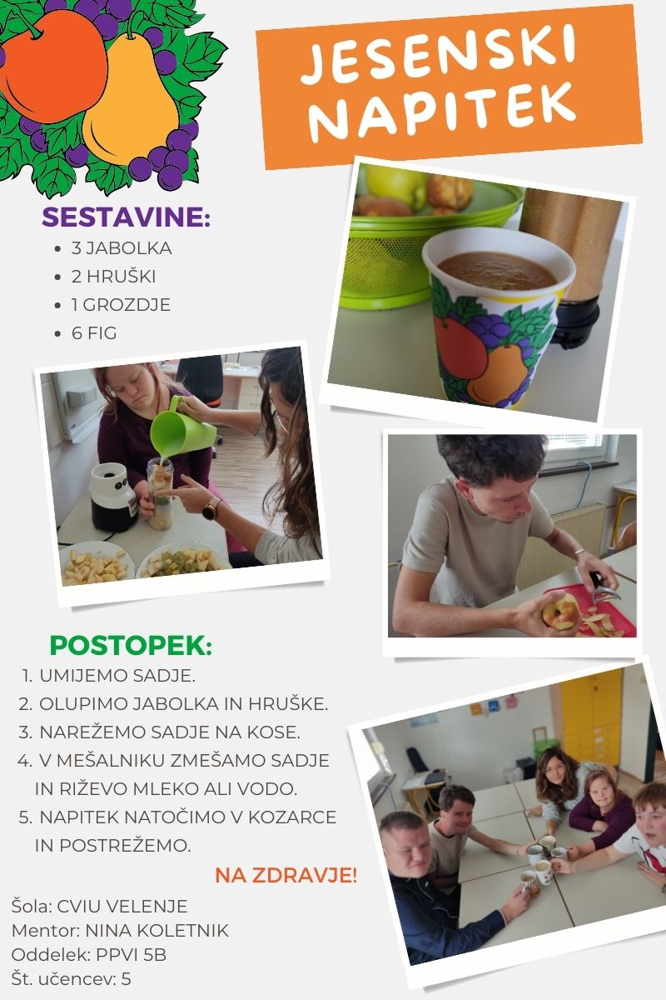 JESENSKI
NAPITEK
SESTAVINE:
• 3 JABOLKA
• 2 HRUŠKI
• 1 GROZDJE
• 6 FIG
POSTOPEK:
1. UMIJEMO SADJE.
2. OLUPIMO JABOLKA IN HRUŠKE.
3. NAREŽEMO SADJE NA KOSE.
4. V MEŠALNIKU ZMEŠAMO SADJE
IN RIŽEVO MLEKO ALI VODO.
5. NAPITEK NATOČIMO V KOZARCE
IN POSTREŽEMO.
NA ZDRAVJE!
Šola: CVIU VELENJE
Mentor: NINA KOLETNIK
Oddelek: PPVI 5B
Št. učencev: 5